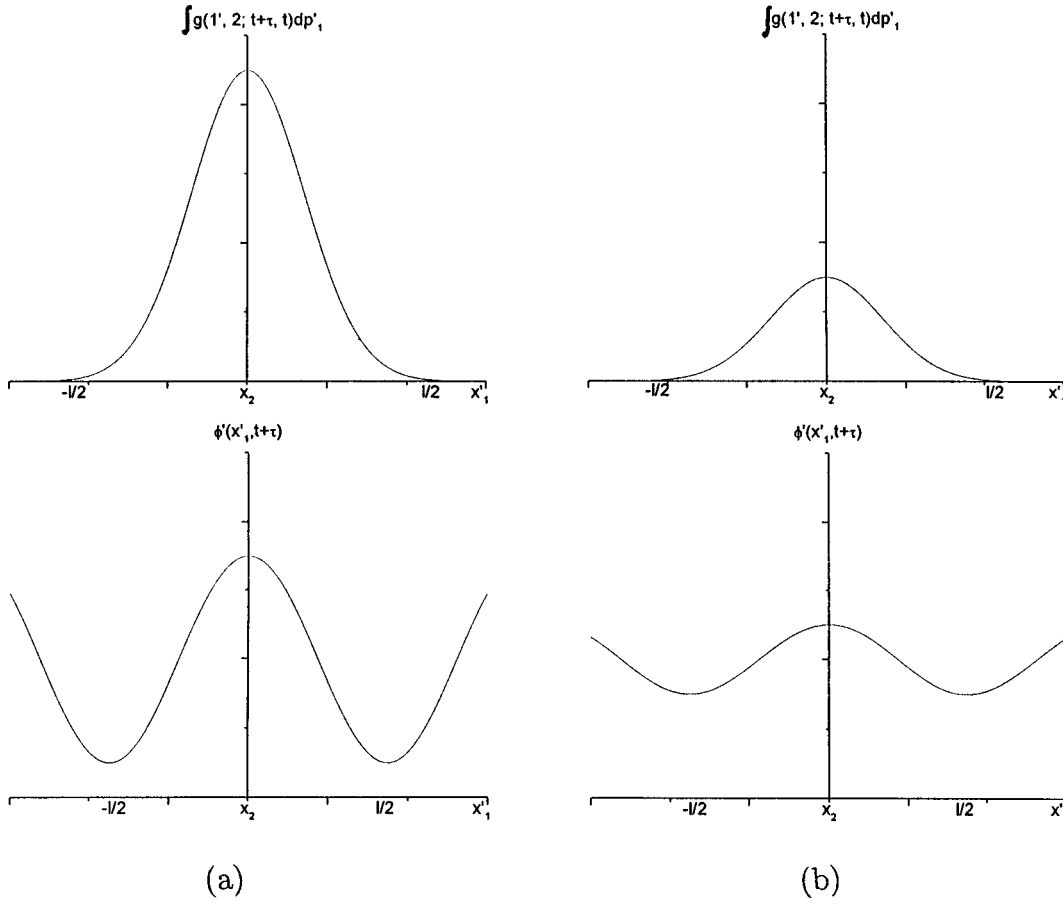 ∫g(1', 2; t+τ, t)dp'₁
-l/2 x₂ l/2 x'₁
ϕ'(x'₁,t+τ)
-l/2 x₂ l/2 x'₁
(a)
∫g(1', 2; t+τ, t)dp'₁
-l/2 x₂ l/2 x'
ϕ'(x'₁,t+τ)
-l/2 x₂ l/2 x'
(b)